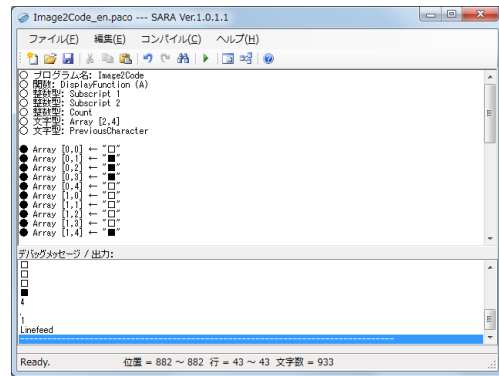 Image2Code_en.paco --- SARA Ver.1.0.1.1
ファイル(F) 編集(E) コンパイル(C) ヘルプ(H)
○ プログラム名: Image2Code
○ 関数: DisplayFunction (A)
○ 整数型: Subscript 1
○ 整数型: Subscript 2
○ 整数型: Count
○ 文字型: Array [2,4]
○ 文字型: PreviousCharacter
● Array [0,0] ← "□"
● Array [0,1] ← "■"
● Array [0,2] ← "■"
● Array [0,3] ← "■"
● Array [0,4] ← "□"
● Array [1,0] ← "□"
● Array [1,1] ← "■"
● Array [1,2] ← "□"
● Array [1,3] ← "□"
● Array [1,4] ← "■"
デバッグメッセージ / 出力:
□
□
□
■
4
,
1
Linefeed
Ready. 位置 = 882 ～ 882 行 = 43 ～ 43 文字数 = 933